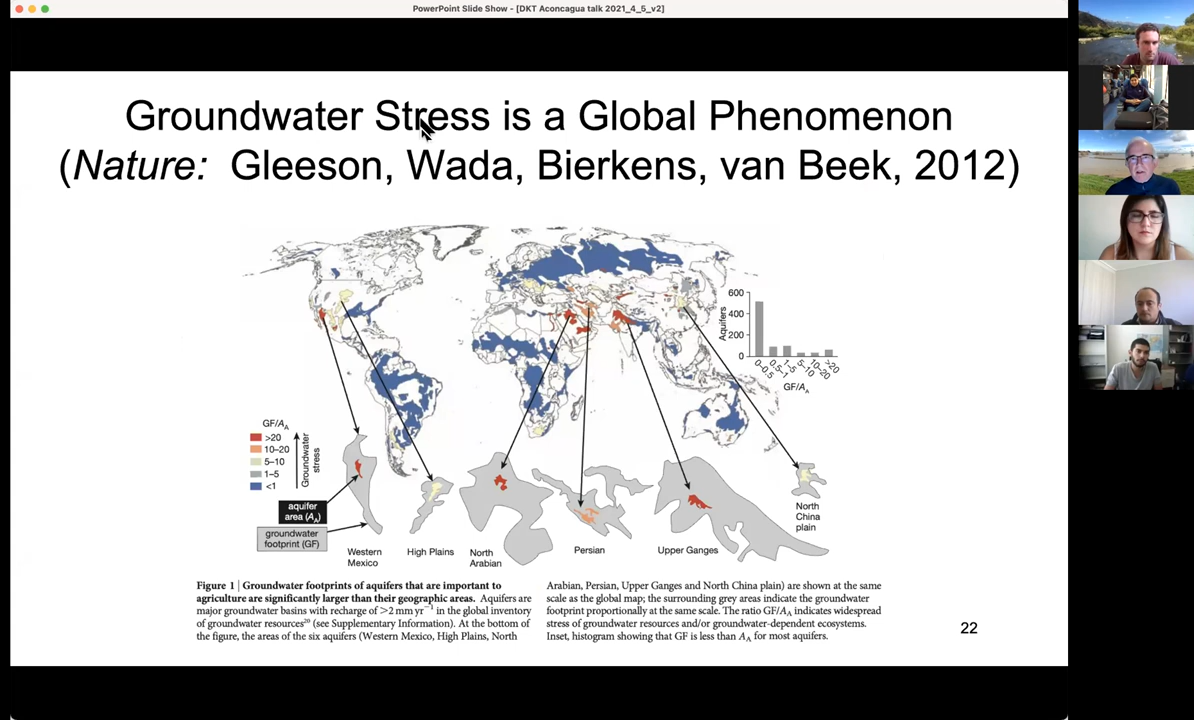 PowerPoint Slide Show - [DKT Aconcagua talk 2021_4_5_v2]
Groundwater Stress is a Global Phenomenon
(Nature: Gleeson, Wada, Bierkens, van Beek, 2012)
600
400
200
0
Aquifers
0–0.5
0.5–1
1–5
5–10
10–20
>20
GF/AA
GF/AA
>20
10–20
5–10
1–5
<1
Groundwater
stress
aquifer
area (AA)
groundwater
footprint (GF)
Western
Mexico
High Plains
North
Arabian
Persian
Upper Ganges
North
China
plain
Figure 1 | Groundwater footprints of aquifers that are important to
agriculture are significantly larger than their geographic areas. Aquifers are
major groundwater basins with recharge of >2 mm yr−1 in the global inventory
of groundwater resources20 (see Supplementary Information). At the bottom of
the figure, the areas of the six aquifers (Western Mexico, High Plains, North
Arabian, Persian, Upper Ganges and North China plain) are shown at the same
scale as the global map; the surrounding grey areas indicate the groundwater
footprint proportionally at the same scale. The ratio GF/AA indicates widespread
stress of groundwater resources and/or groundwater-dependent ecosystems.
Inset, histogram showing that GF is less than AA for most aquifers.
22